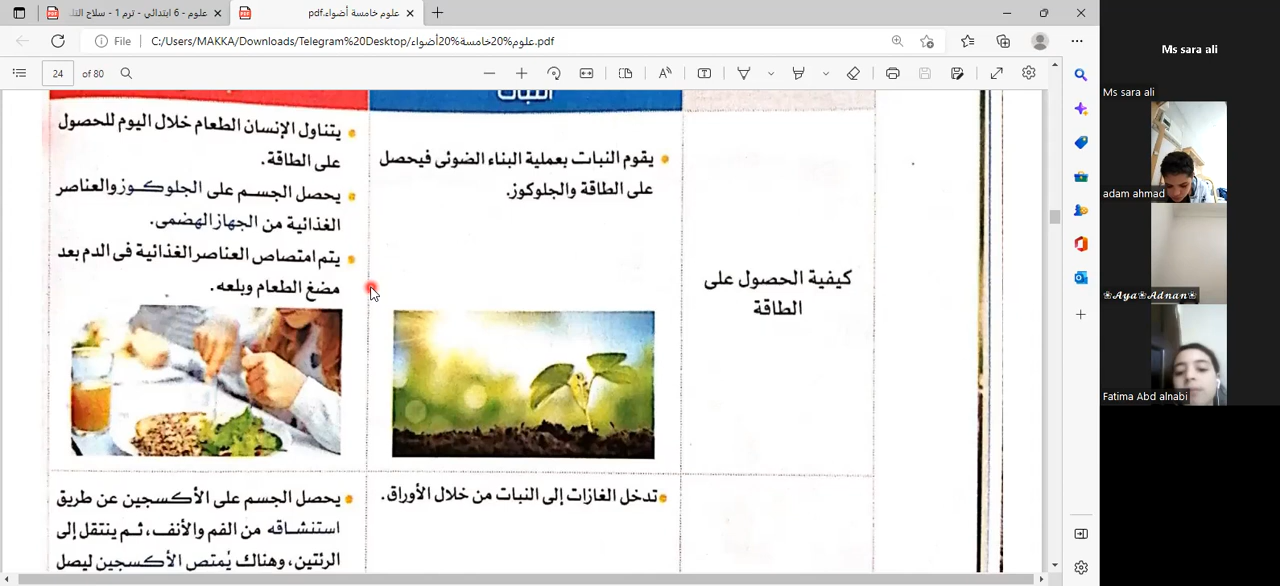 علوم - 6 ابتدائي - ترم 1 - سلاح التل
علوم خامسة أضواء.pdf
File
C:/Users/MAKKA/Downloads/Telegram%20Desktop/علوم%20خامسة%20أضواء.pdf
24 of 80
النبات
كيفية الحصول على
الطاقة
يقوم النبات بعملية البناء الضوئى فيحصل
على الطاقة والجلوكوز.
يتناول الإنسان الطعام خلال اليوم للحصول
على الطاقة.
يحصل الجسم على الجلوكوز والعناصر
الغذائية من الجهاز الهضمى.
يتم امتصاص العناصر الغذائية فى الدم بعد
مضغ الطعام وبلعه.
تدخل الغازات إلى النبات من خلال الأوراق.
يحصل الجسم على الأكسجين عن طريق
استنشاقه من الفم والأنف، ثم ينتقل إلى
الرئتين، وهناك يُمتص الأكسجين ليصل
Ms sara ali
Ms sara ali
adam ahmad
❀𝓐𝔂𝓪❀𝓐𝓭𝓷𝓪𝓷❀
Fatima Abd alnabi